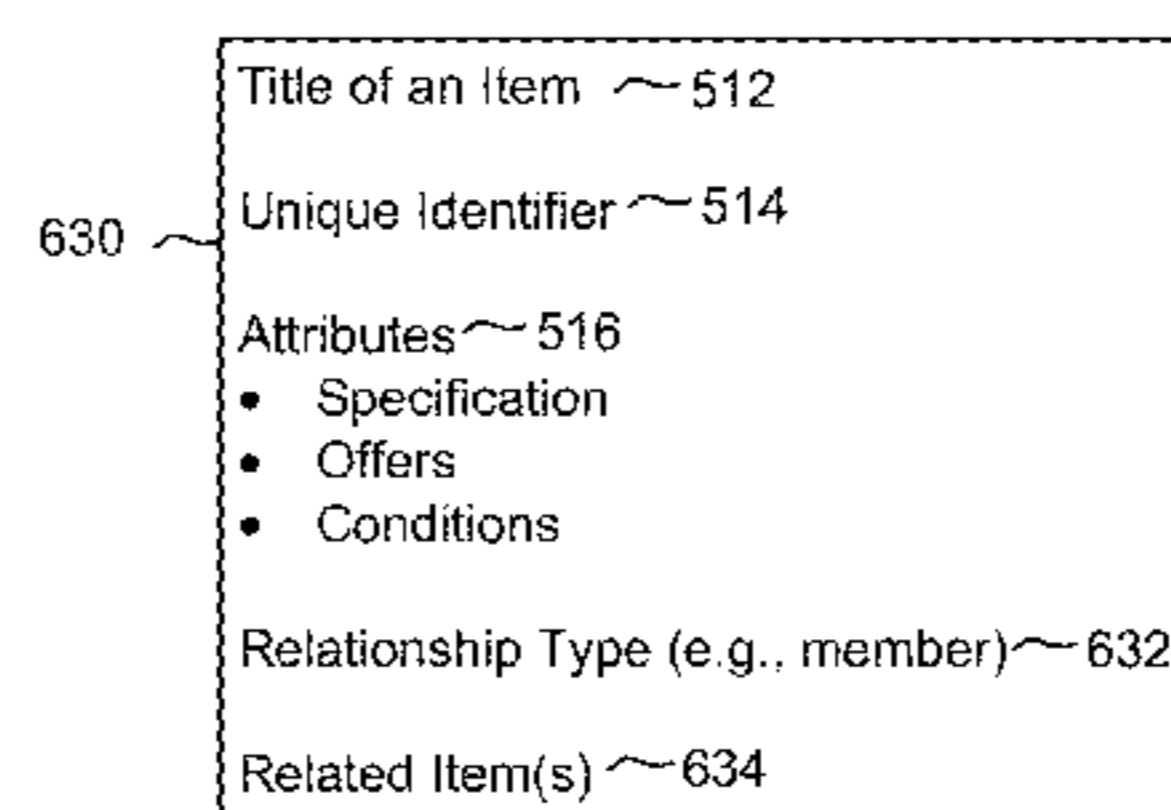 Title of an Item 512
Unique Identifier 514
630
Attributes 516
• Specification
• Offers
• Conditions
Relationship Type (e.g., member) 632
Related Item(s) 634